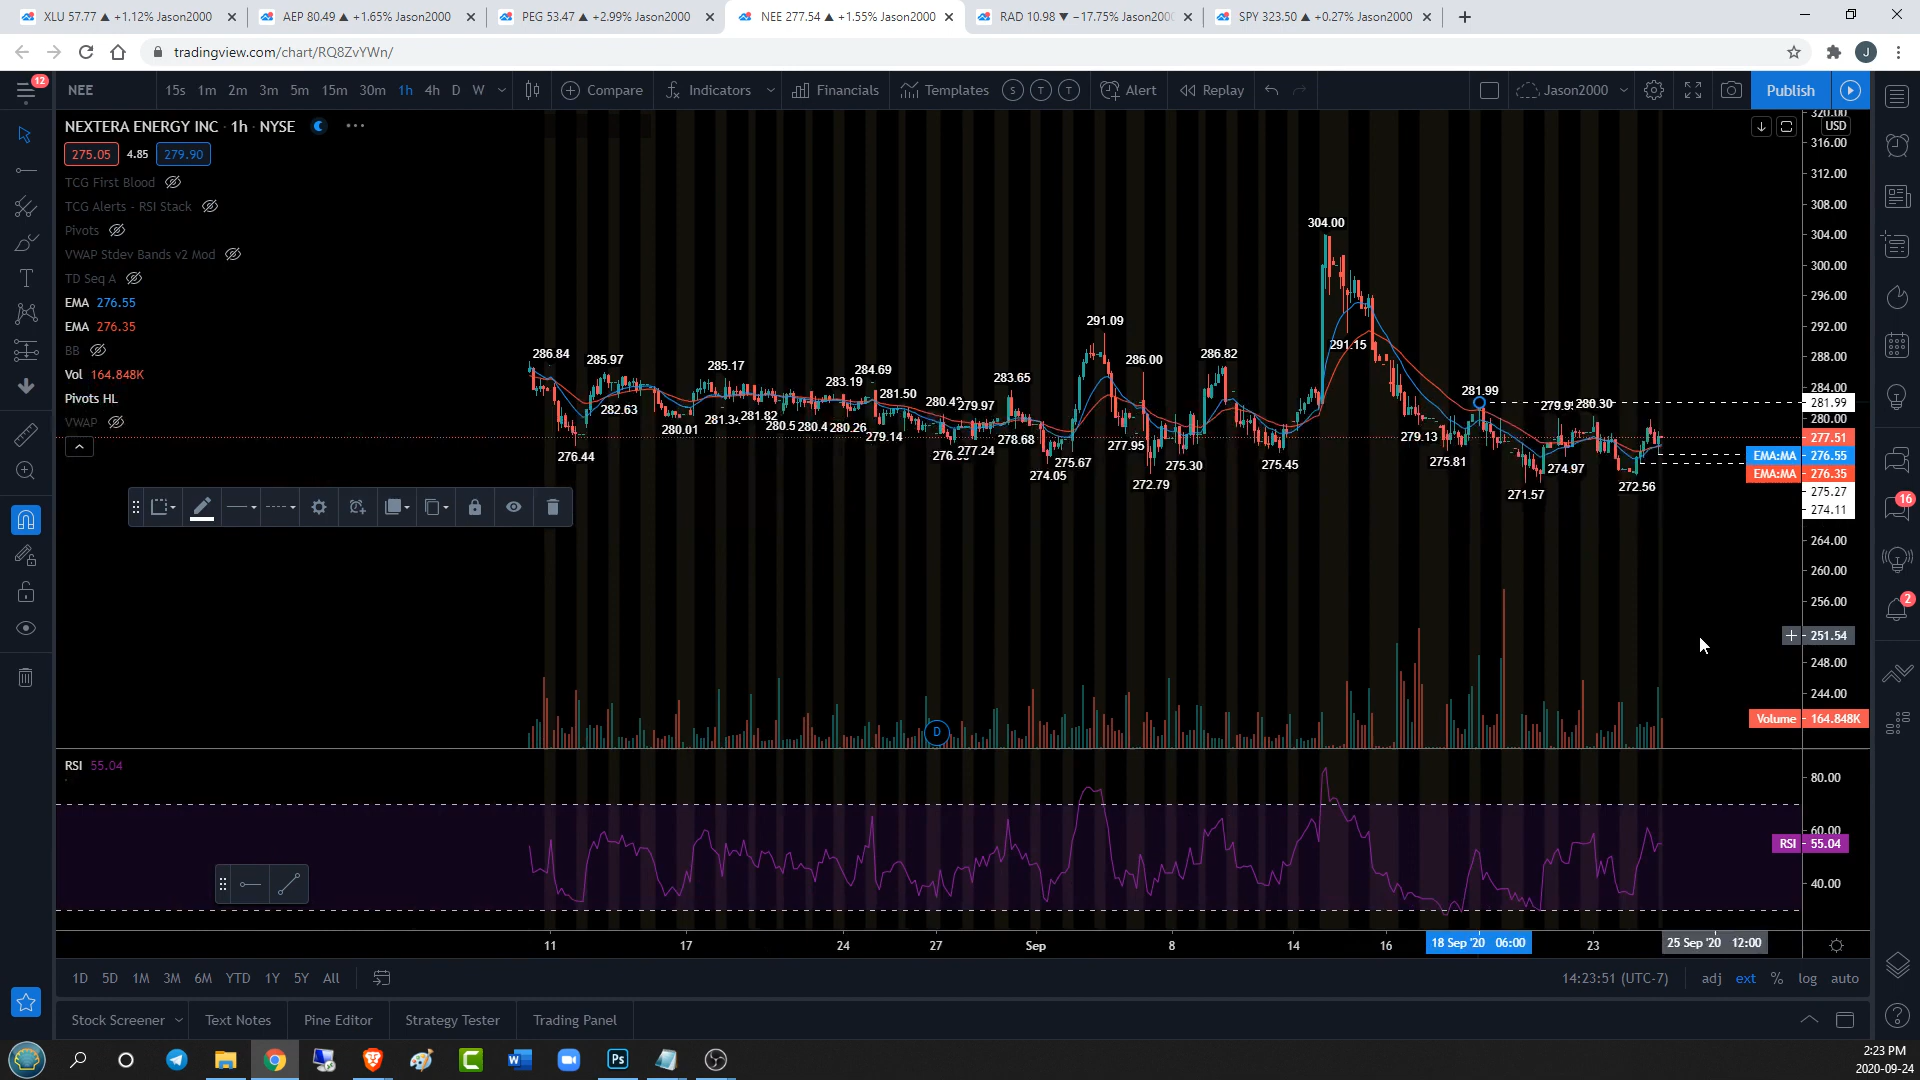 XLU 57.77 ▲ +1.12% Jason2000
AEP 80.49 ▲ +1.65% Jason2000
PEG 53.47 ▲ +2.99% Jason2000
NEE 277.54 ▲ +1.55% Jason2000
RAD 10.98 ▼ −17.75% Jason2000
SPY 323.50 ▲ +0.27% Jason2000
tradingview.com/chart/RQ8ZvYWn/
J
12
NEE
15s 1m 2m 3m 5m 15m 30m 1h 4h D W
Compare
Indicators
Financials
Templates
S T T
Alert
Replay
Jason2000
Publish
NEXTERA ENERGY INC · 1h · NYSE
275.05 4.85 279.90
TCG First Blood
TCG Alerts - RSI Stack
Pivots
VWAP Stdev Bands v2 Mod
TD Seq A
EMA 276.55
EMA 276.35
BB
Vol 164.848K
Pivots HL
VWAP
304.00
291.09
291.15
286.84
285.97
285.17
286.00
286.82
284.69
283.65
283.19
282.63
281.50
281.82
281.99
280.30
279.97
280.01
280.26
279.14
279.13
278.68
277.24
277.95
276.44
275.67
275.30
275.45
275.81
274.05
274.97
272.79
272.56
271.57
USD
320.00
316.00
312.00
308.00
304.00
300.00
296.00
292.00
288.00
284.00
281.99
280.00
277.51
EMA:MA 276.55
EMA:MA 276.35
275.27
274.11
264.00
260.00
256.00
251.54
248.00
244.00
Volume 164.848K
D
RSI 55.04
80.00
60.00
RSI 55.04
40.00
11 17 24 27 Sep 8 14 16 18 Sep '20 06:00 23 25 Sep '20 12:00
1D 5D 1M 3M 6M YTD 1Y 5Y All
14:23:51 (UTC-7)
adj ext % log auto
Stock Screener
Text Notes
Pine Editor
Strategy Tester
Trading Panel
16
2
W
Ps
2:23 PM
2020-09-24